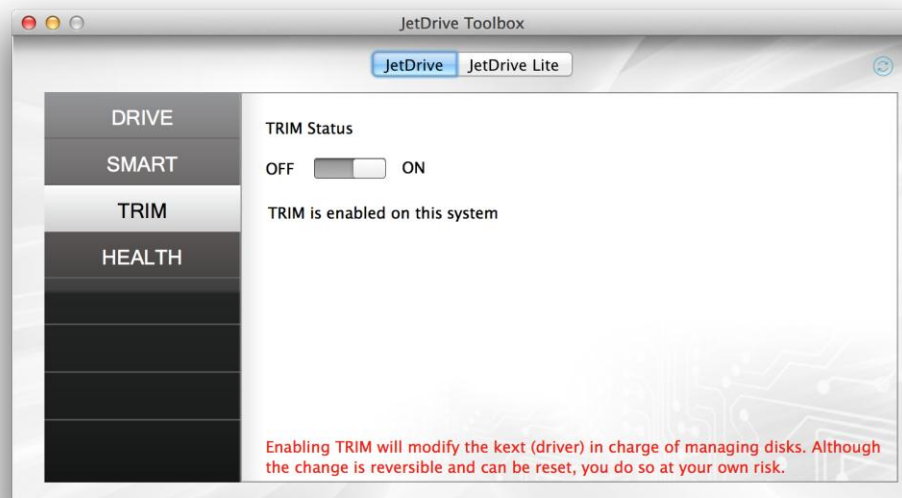 JetDrive Toolbox
JetDrive JetDrive Lite
DRIVE
SMART
TRIM
HEALTH
TRIM Status
OFF ON
TRIM is enabled on this system
Enabling TRIM will modify the kext (driver) in charge of managing disks. Although
the change is reversible and can be reset, you do so at your own risk.